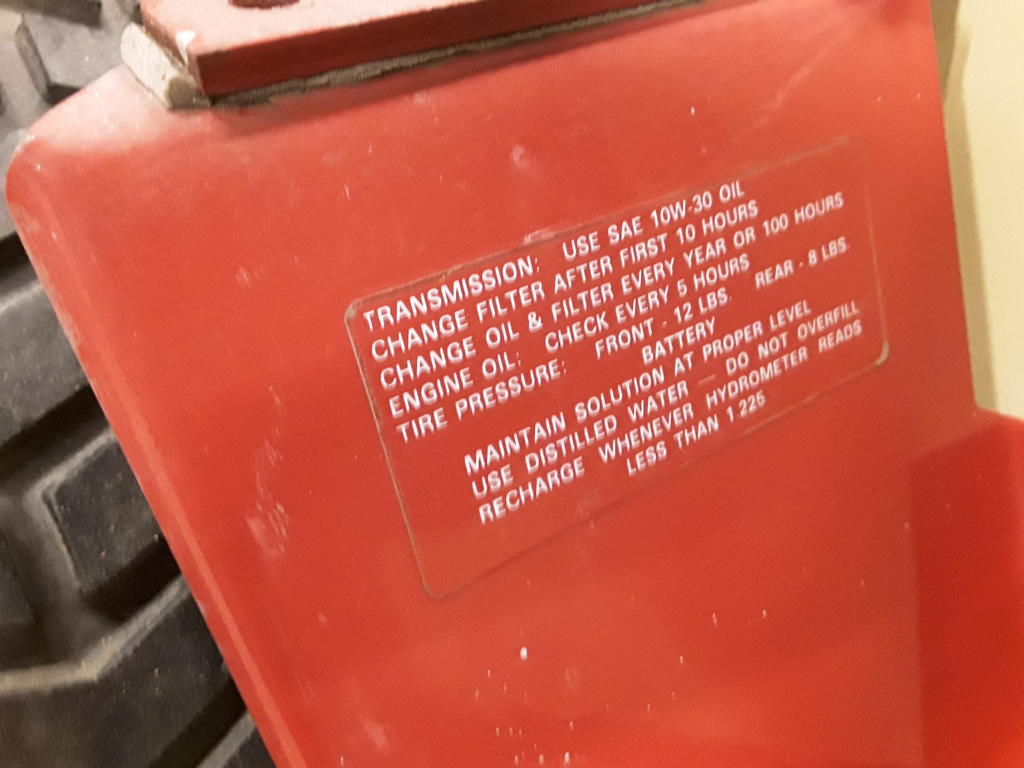 TRANSMISSION: USE SAE 10W-30 OIL
CHANGE FILTER AFTER FIRST 10 HOURS
CHANGE OIL & FILTER EVERY YEAR OR 100 HOURS
ENGINE OIL: CHECK EVERY 5 HOURS
TIRE PRESSURE: FRONT - 12 LBS. REAR - 8 LBS.
BATTERY
MAINTAIN SOLUTION AT PROPER LEVEL
USE DISTILLED WATER — DO NOT OVERFILL
RECHARGE WHENEVER HYDROMETER READS
LESS THAN 1.225